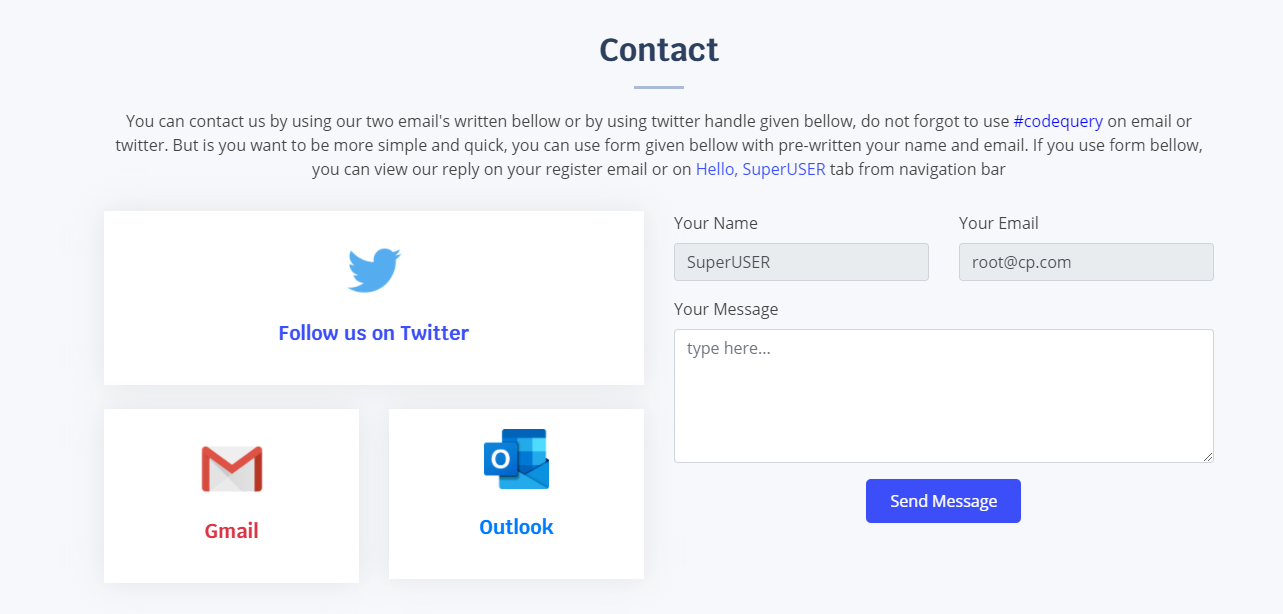 Contact
You can contact us by using our two email's written bellow or by using twitter handle given bellow, do not forgot to use #codequery on email or
twitter. But is you want to be more simple and quick, you can use form given bellow with pre-written your name and email. If you use form bellow,
you can view our reply on your register email or on Hello, SuperUSER tab from navigation bar
Follow us on Twitter
Gmail
O
Outlook
Your Name
Your Email
SuperUSER
root@cp.com
Your Message
type here...
Send Message